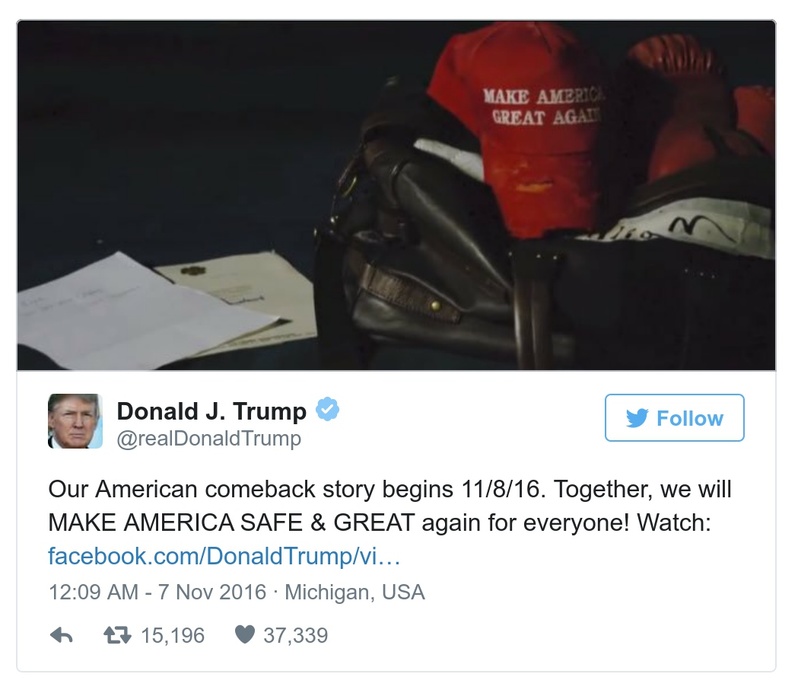 MAKE AMERICA
GREAT AGAIN
Donald J. Trump
@realDonaldTrump
Follow
Our American comeback story begins 11/8/16. Together, we will
MAKE AMERICA SAFE & GREAT again for everyone! Watch:
facebook.com/DonaldTrump/vi…
12:09 AM - 7 Nov 2016 · Michigan, USA
15,196
37,339